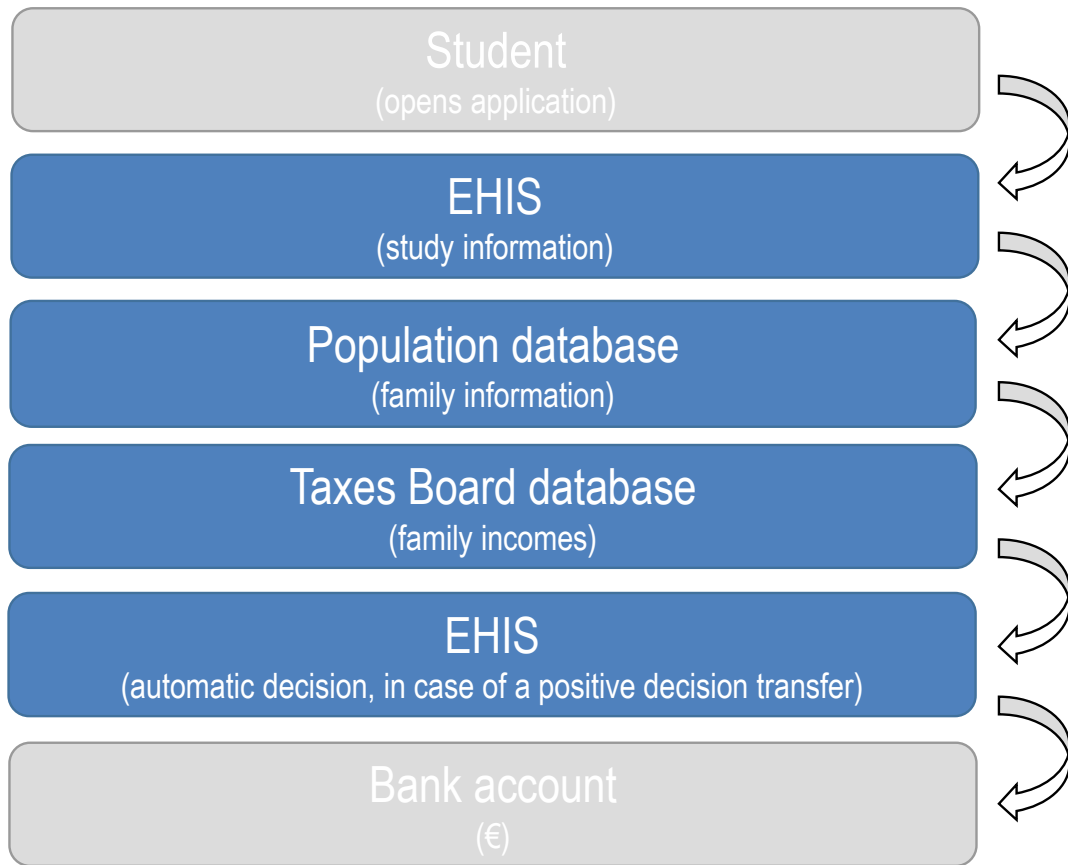 Student
(opens application)
EHIS
(study information)
Population database
(family information)
Taxes Board database
(family incomes)
EHIS
(automatic decision, in case of a positive decision transfer)
Bank account
(€)